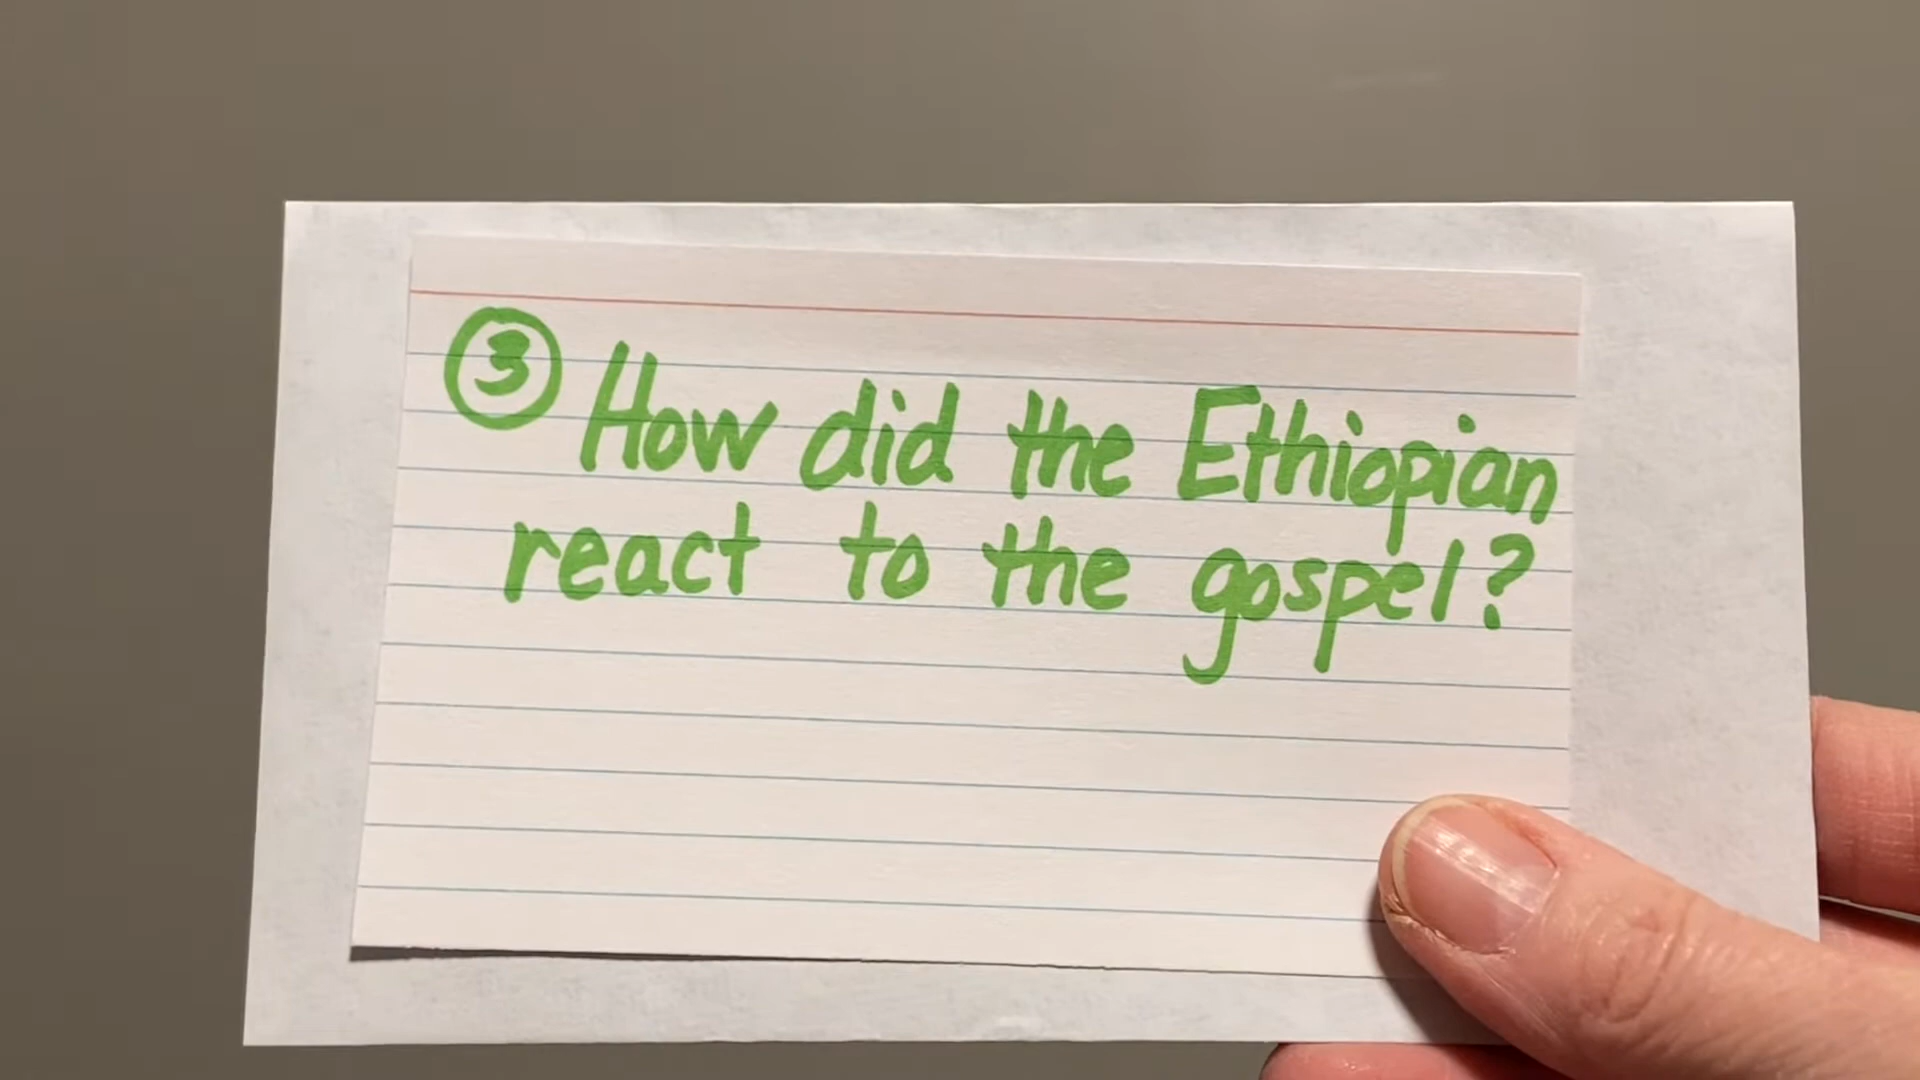 ③ How did the Ethiopian
react to the gospel?